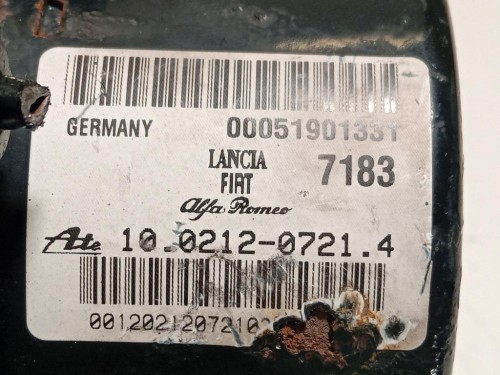 GERMANY 00051901331
LANCIA 7183
FIAT
Alfa Romeo
Ate 10.0212-0721.4